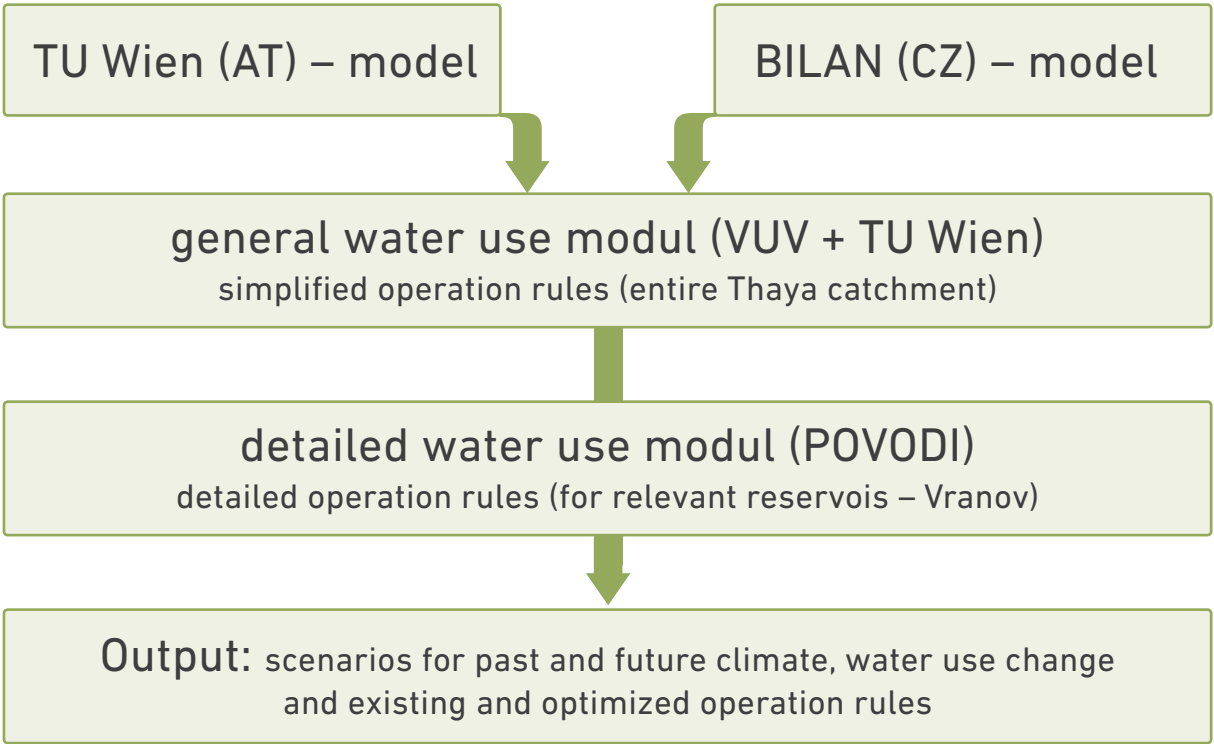 TU Wien (AT) – model
BILAN (CZ) – model
general water use modul (VUV + TU Wien)
simplified operation rules (entire Thaya catchment)
detailed water use modul (POVODI)
detailed operation rules (for relevant reservois – Vranov)
Output: scenarios for past and future climate, water use change
and existing and optimized operation rules